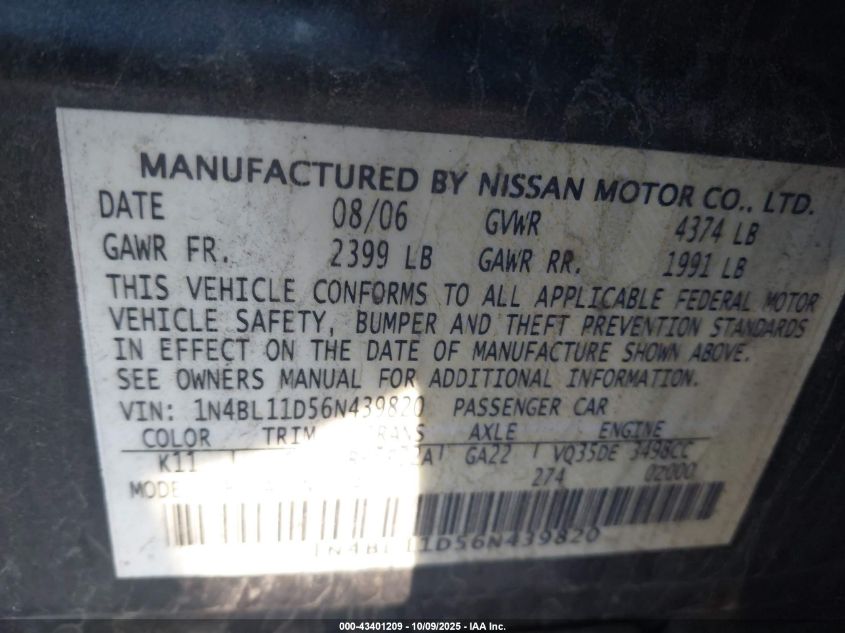 MANUFACTURED BY NISSAN MOTOR CO., LTD.
DATE 08/06 GVWR 4374 LB
GAWR FR. 2399 LB GAWR RR. 1991 LB
THIS VEHICLE CONFORMS TO ALL APPLICABLE FEDERAL MOTOR
VEHICLE SAFETY, BUMPER AND THEFT PREVENTION STANDARDS
IN EFFECT ON THE DATE OF MANUFACTURE SHOWN ABOVE.
SEE OWNERS MANUAL FOR ADDITIONAL INFORMATION.
VIN: 1N4BL11D56N439820 PASSENGER CAR
COLOR TRIM TRANS AXLE ENGINE
K11 GA22 VQ35DE 3498CC
274 02000
1N4BL11D56N439820
000-43401209 - 10/09/2025 - IAA Inc.